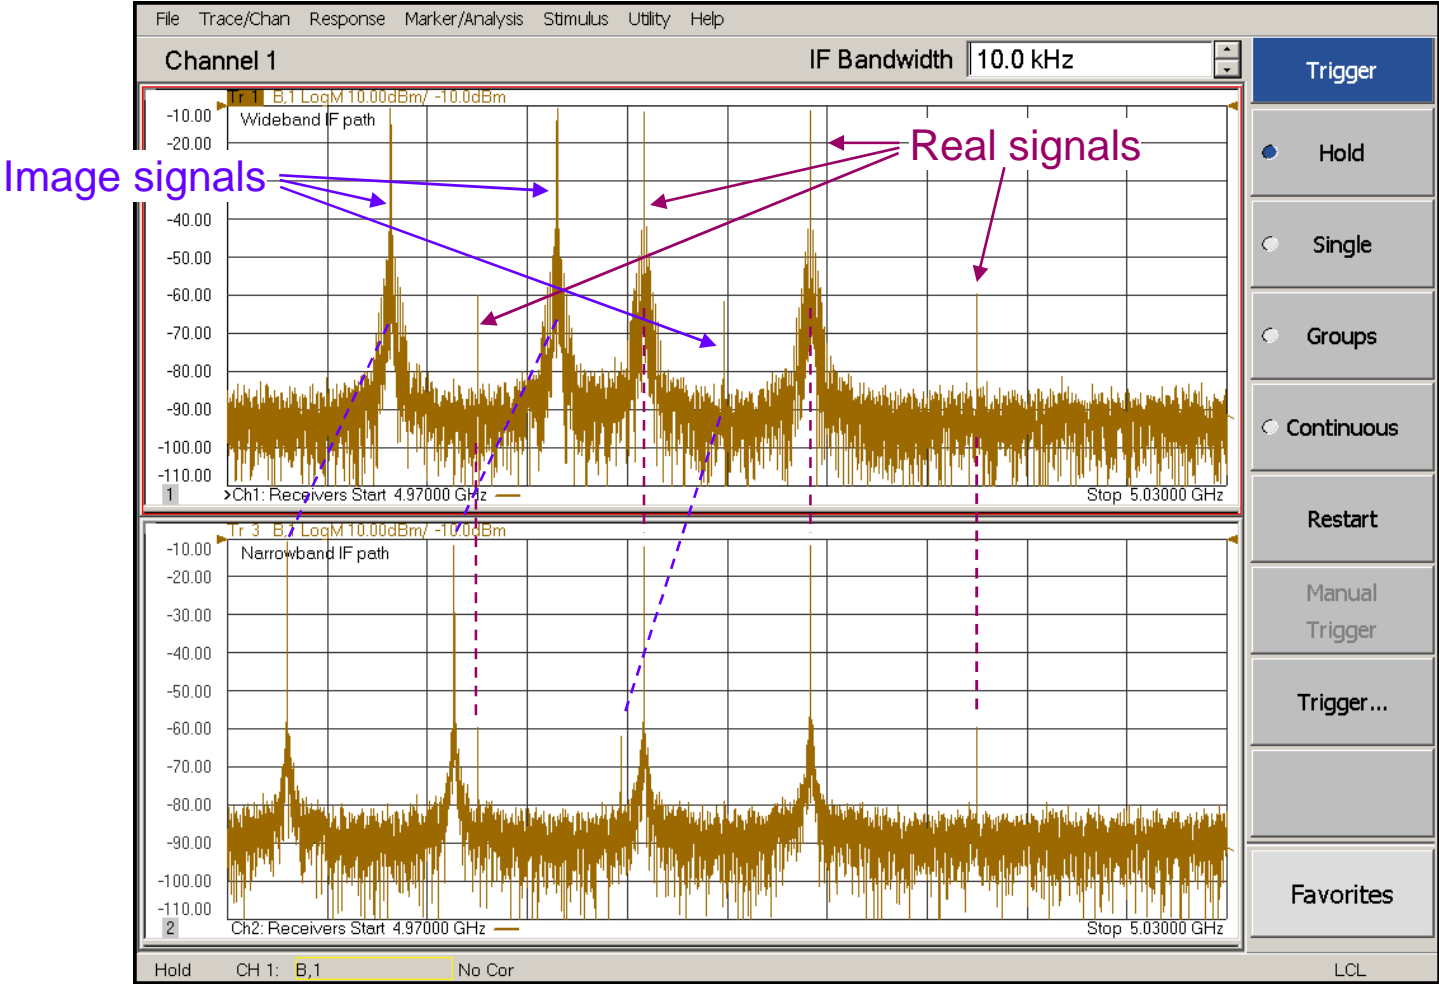 File Trace/Chan Response Marker/Analysis Stimulus Utility Help
Channel 1
IF Bandwidth 10.0 kHz
Trigger
Hold
Single
Groups
Continuous
Restart
Manual Trigger
Trigger...
Favorites
Tr 1 B,1 LogM 10.00dBm/ -10.0dBm
Wideband IF path
Real signals
Image signals
-10.00
-20.00
-40.00
-50.00
-60.00
-70.00
-80.00
-90.00
-100.00
-110.00
1 >Ch1: Receivers Start 4.97000 GHz Stop 5.03000 GHz
Tr 3 B,1 LogM 10.00dBm/ -10.0dBm
Narrowband IF path
-10.00
-20.00
-30.00
-40.00
-50.00
-60.00
-70.00
-80.00
-90.00
-100.00
-110.00
2 Ch2: Receivers Start 4.97000 GHz Stop 5.03000 GHz
Hold CH 1: B,1 No Cor LCL